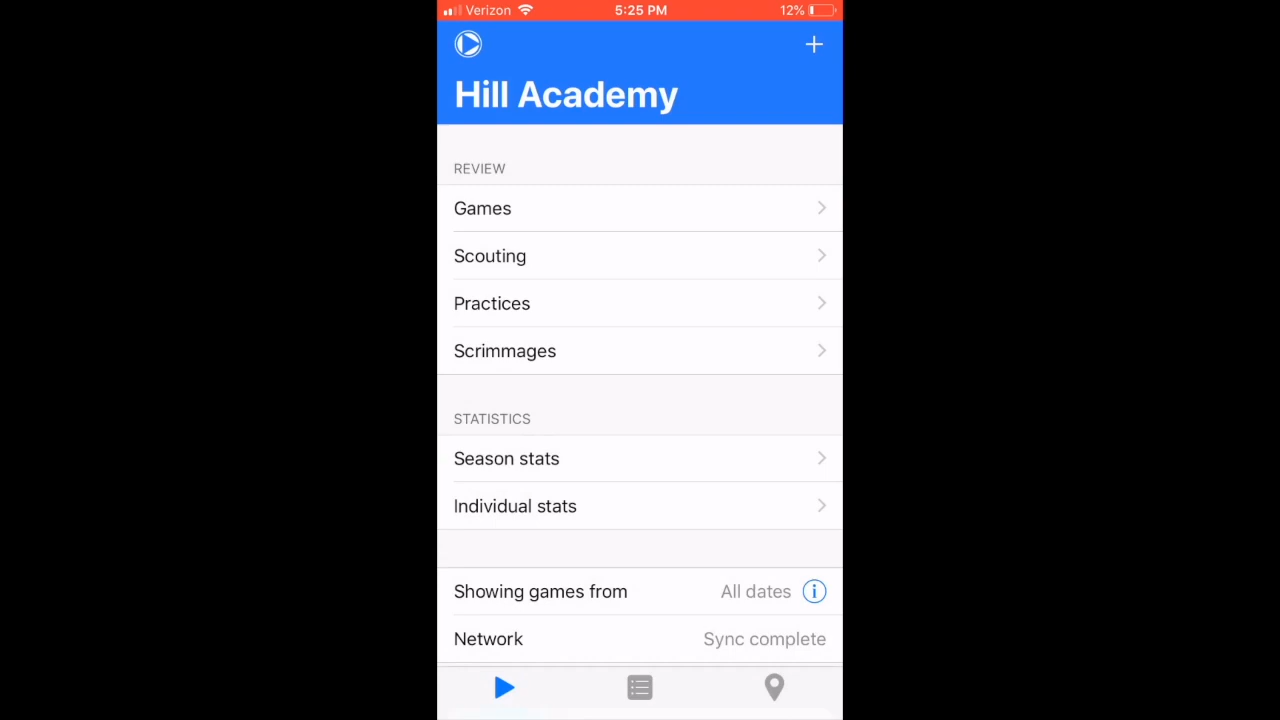 Verizon 5:25 PM 12%
Hill Academy
REVIEW
Games
Scouting
Practices
Scrimmages
STATISTICS
Season stats
Individual stats
Showing games from All dates
Network Sync complete